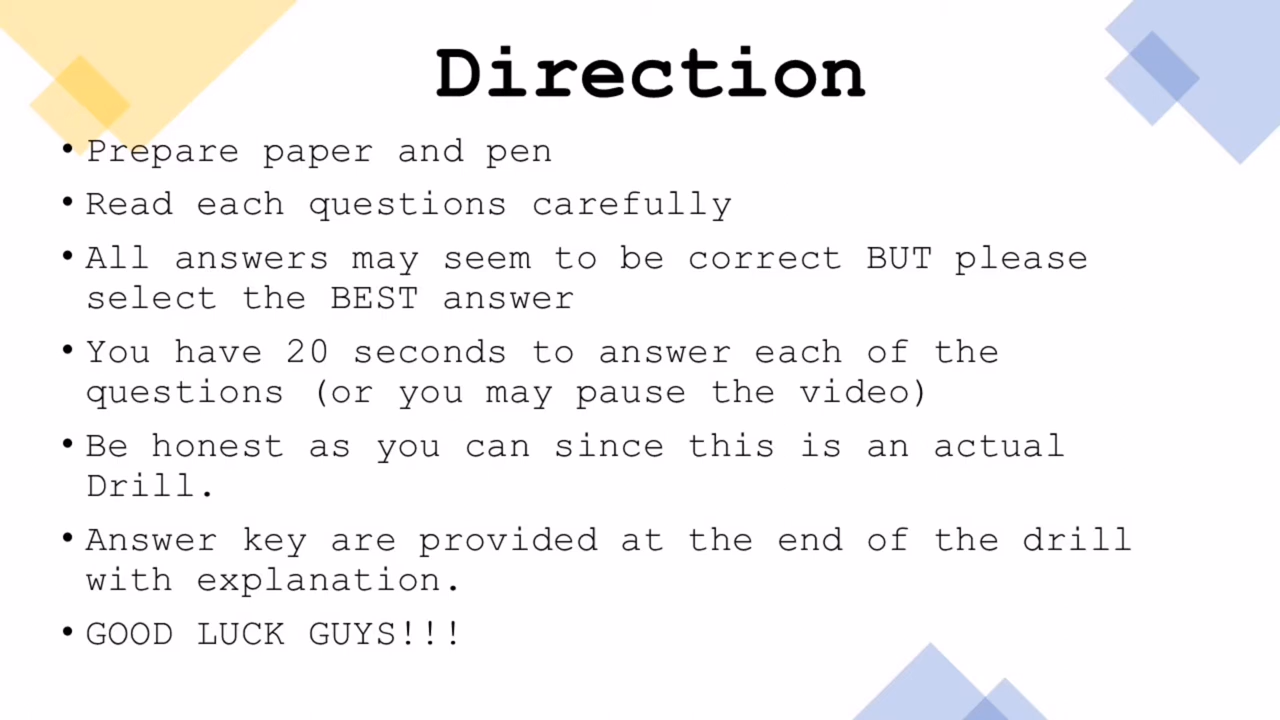 Direction
• Prepare paper and pen
• Read each questions carefully
• All answers may seem to be correct BUT please
select the BEST answer
• You have 20 seconds to answer each of the
questions (or you may pause the video)
• Be honest as you can since this is an actual
Drill.
• Answer key are provided at the end of the drill
with explanation.
• GOOD LUCK GUYS!!!